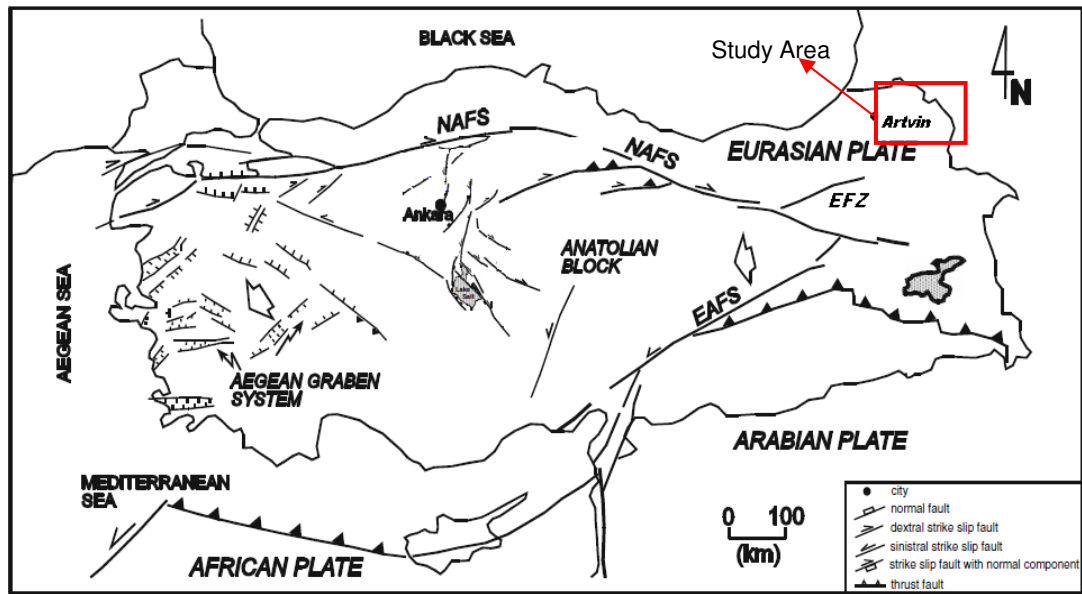 BLACK SEA
Study Area
N
NAFS
Artvin
NAFS
EURASIAN PLATE
EFZ
Ankara
ANATOLIAN
BLOCK
Lake
Salt
AEGEAN SEA
EAFS
AEGEAN GRABEN
SYSTEM
ARABIAN PLATE
MEDITERRANEAN
SEA
0 100
(km)
AFRICAN PLATE
city
normal fault
dextral strike slip fault
sinistral strike slip fault
strike slip fault with normal component
thrust fault